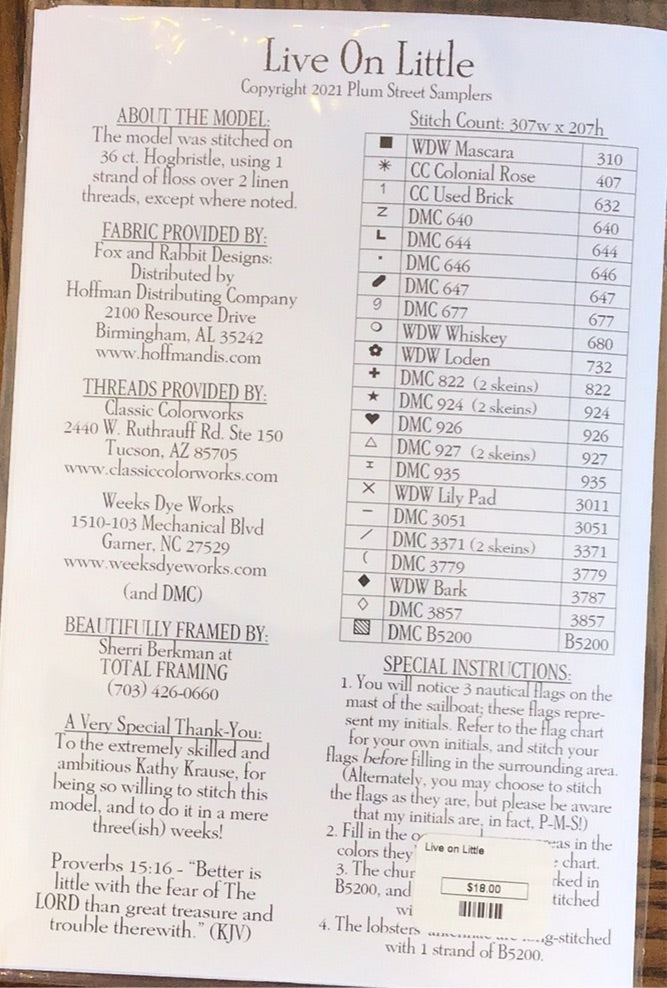 Live On Little
Copyright 2021 Plum Street Samplers
ABOUT THE MODEL:
The model was stitched on
36 ct. Hogbristle, using 1
strand of floss over 2 linen
threads, except where noted.
FABRIC PROVIDED BY:
Fox and Rabbit Designs:
Distributed by
Hoffman Distributing Company
2100 Resource Drive
Birmingham, AL 35242
www.hoffmandis.com
THREADS PROVIDED BY:
Classic Colorworks
2440 W. Ruthrauff Rd. Ste 150
Tucson, AZ 85705
www.classiccolorworks.com
Weeks Dye Works
1510-103 Mechanical Blvd
Garner, NC 27529
www.weeksdyeworks.com
(and DMC)
BEAUTIFULLY FRAMED BY:
Sherri Berkman at
TOTAL FRAMING
(703) 426-0660
A Very Special Thank-You:
To the extremely skilled and
ambitious Kathy Krause, for
being so willing to stitch this
model, and to do it in a mere
three(ish) weeks!
Proverbs 15:16 - "Better is
little with the fear of The
LORD than great treasure and
trouble therewith." (KJV)
Stitch Count: 307w x 207h
WDW Mascara 310
CC Colonial Rose 407
CC Used Brick 632
DMC 640 640
DMC 644 644
DMC 646 646
DMC 647 647
DMC 677 677
WDW Whiskey 680
WDW Loden 732
DMC 822 (2 skeins) 822
DMC 924 (2 skeins) 924
DMC 926 926
DMC 927 (2 skeins) 927
DMC 935 935
WDW Lily Pad 3011
DMC 3051 3051
DMC 3371 (2 skeins) 3371
DMC 3779 3779
WDW Bark 3787
DMC 3857 3857
DMC B5200 B5200
SPECIAL INSTRUCTIONS:
1. You will notice 3 nautical flags on the
mast of the sailboat; these flags repre-
sent my initials. Refer to the flag chart
for your own initials, and stitch your
flags before filling in the surrounding area.
(Alternately, you may choose to stitch
the flags as they are, but please be aware
that my initials are, in fact, P-M-S!)
2. Fill in the in the
colors they chart.
3. The
B5200, and
4. The lobsters
with 1 strand of B5200.
Live on Little
$18.00